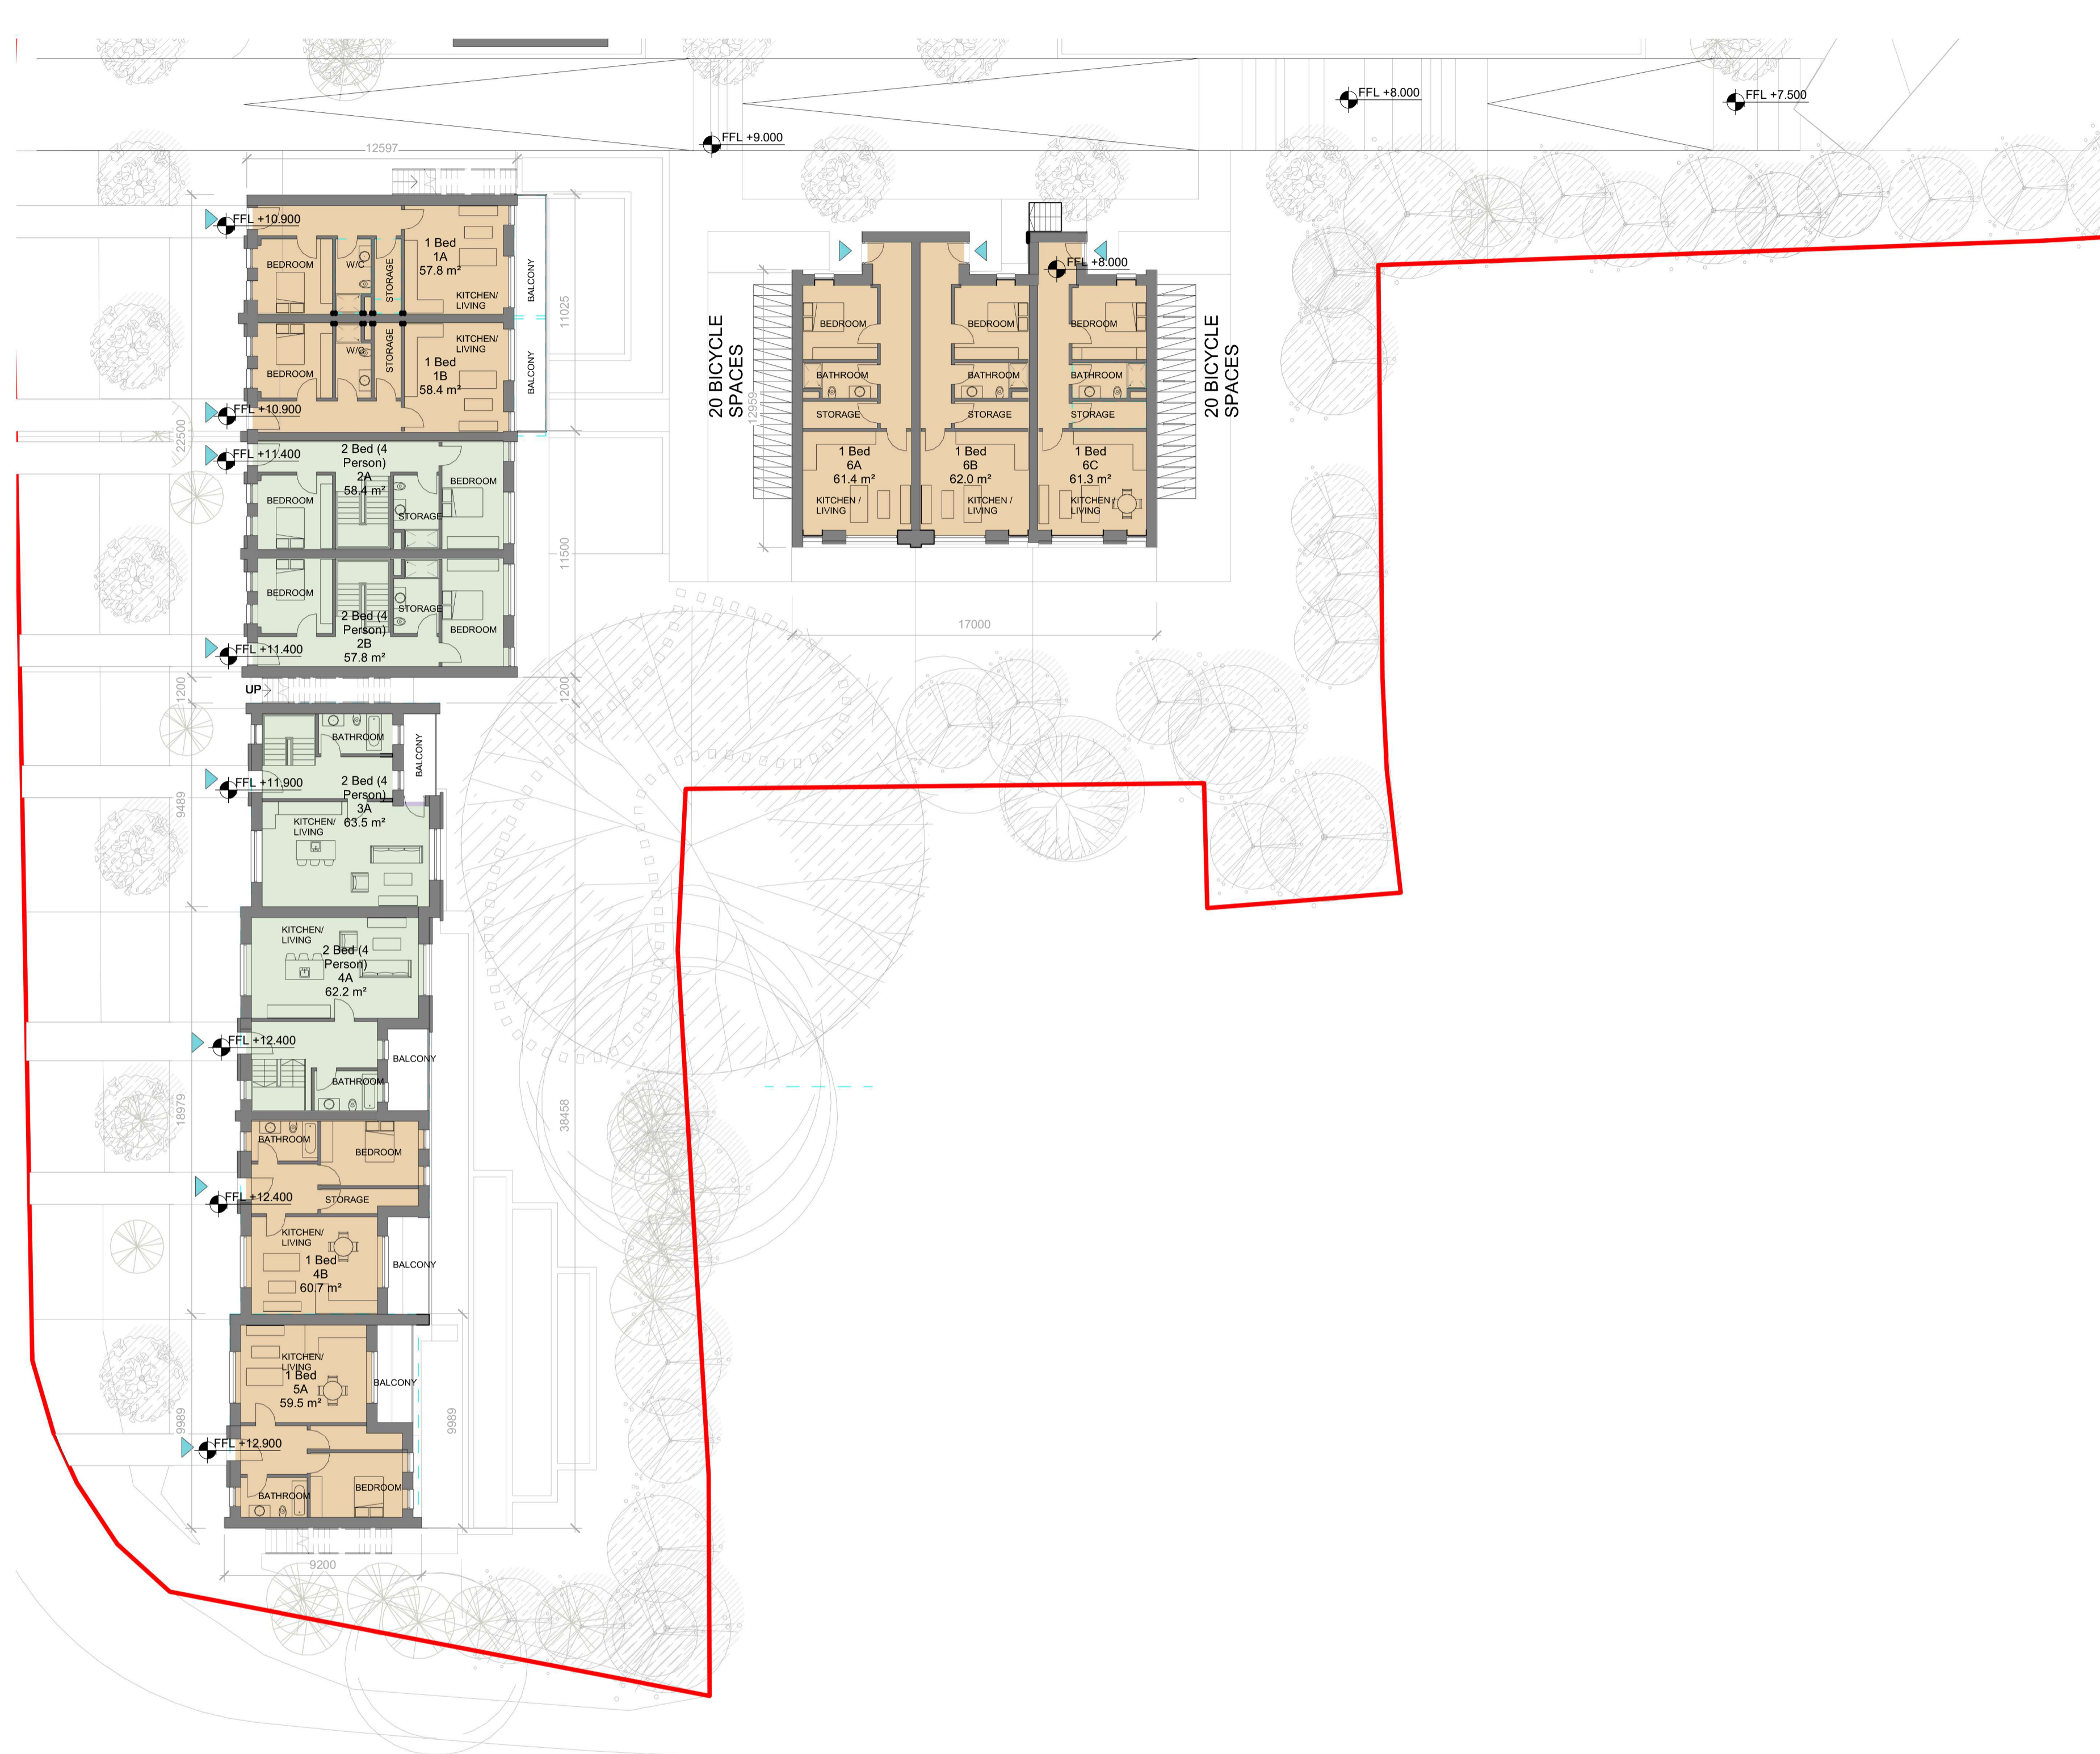 FFL +8.000
FFL +7.500
FFL +9.000
12597
FFL +10.900
1 Bed
1A
57.8 m²
BEDROOM
W/C
STORAGE
KITCHEN/
LIVING
BALCONY
11025
BEDROOM
W/C
STORAGE
KITCHEN/
LIVING
1 Bed
1B
58.4 m²
BALCONY
FFL +10.900
22500
FFL +11.400
2 Bed (4
Person)
2A
58.4 m²
BEDROOM
BEDROOM
STORAGE
11500
BEDROOM
STORAGE
2 Bed (4
Person)
2B
57.8 m²
BEDROOM
FFL +11.400
1200
UP
1200
BATHROOM
BALCONY
FFL +11.900
2 Bed (4
Person)
3A
63.5 m²
KITCHEN/
LIVING
9489
KITCHEN/
LIVING
2 Bed (4
Person)
4A
62.2 m²
FFL +12.400
BALCONY
BATHROOM
18979
38458
BATHROOM
BEDROOM
FFL +12.400
STORAGE
KITCHEN/
LIVING
1 Bed
4B
60.7 m²
BALCONY
KITCHEN/
LIVING
1 Bed
5A
59.5 m²
BALCONY
9989
9989
FFL +12.900
BATHROOM
BEDROOM
9200
FFL +8.000
20 BICYCLE
SPACES
12959
BEDROOM
BEDROOM
BEDROOM
20 BICYCLE
SPACES
BATHROOM
BATHROOM
BATHROOM
STORAGE
STORAGE
STORAGE
1 Bed
6A
61.4 m²
KITCHEN /
LIVING
1 Bed
6B
62.0 m²
KITCHEN /
LIVING
1 Bed
6C
61.3 m²
KITCHEN /
LIVING
17000